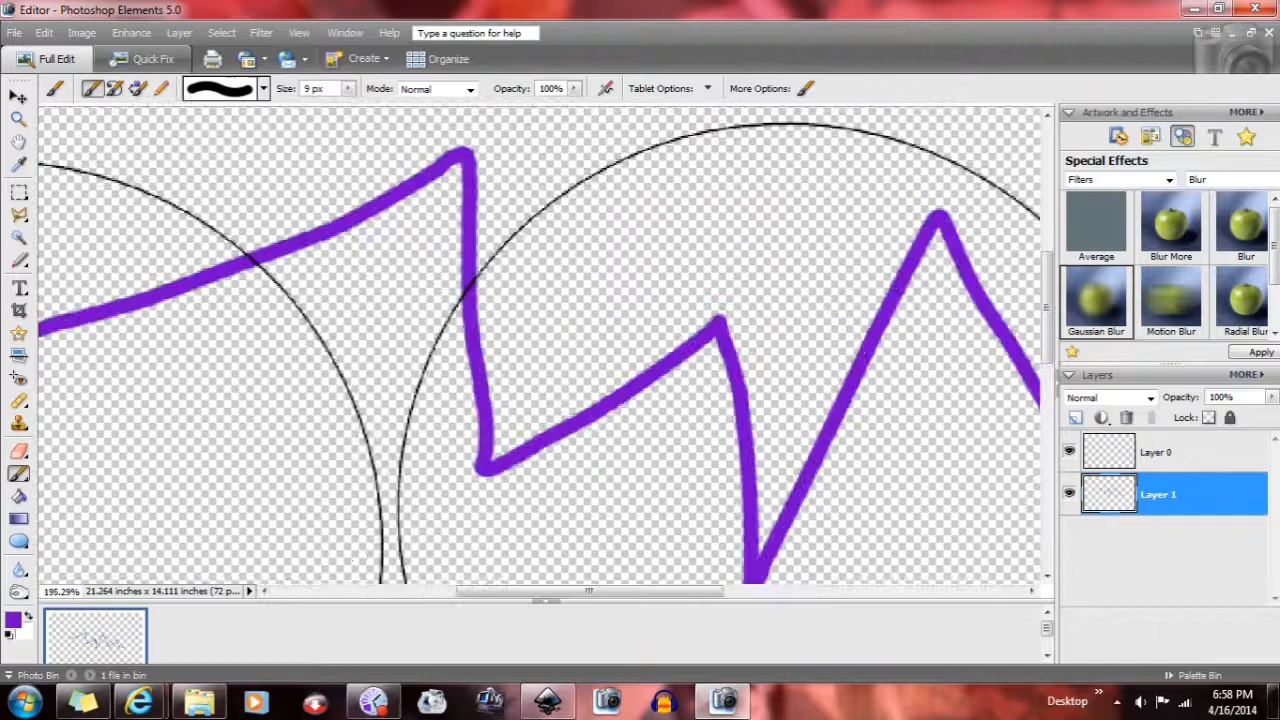 Editor - Photoshop Elements 5.0
File Edit Image Enhance Layer Select Filter View Window Help Type a question for help
Full Edit Quick Fix Create Organize
Size: 9 px Mode: Normal Opacity: 100% Tablet Options: More Options:
Artwork and Effects MORE
Special Effects
Filters Blur
Average Blur More Blur
Gaussian Blur Motion Blur Radial Blur
Apply
Layers MORE
Normal Opacity: 100%
Lock:
Layer 0
Layer 1
195.29% 21.264 inches x 14.111 inches (72 p...
Photo Bin 1 file in bin Palette Bin
Desktop 6:58 PM
4/16/2014